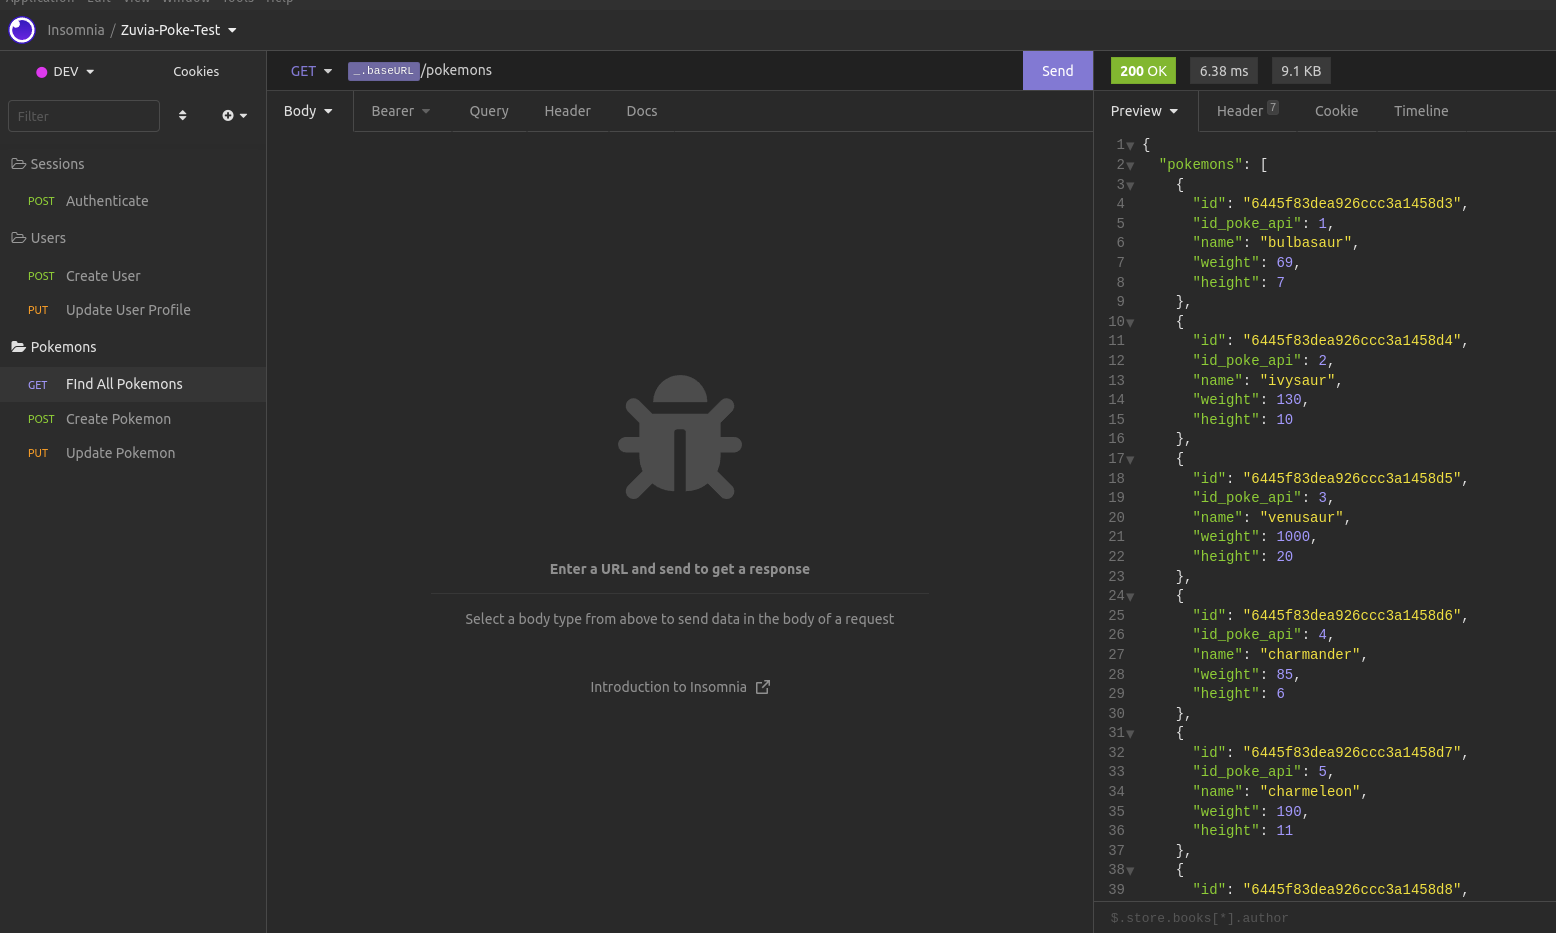 Application Edit View Window Tools Help
Insomnia / Zuvia-Poke-Test
DEV
Cookies
Filter
Sessions
POST Authenticate
Users
POST Create User
PUT Update User Profile
Pokemons
GET FInd All Pokemons
POST Create Pokemon
PUT Update Pokemon
GET _.baseURL/pokemons
Send
Body Bearer Query Header Docs
Enter a URL and send to get a response
Select a body type from above to send data in the body of a request
Introduction to Insomnia
200 OK 6.38 ms 9.1 KB
Preview Header 7 Cookie Timeline
1 {
2 "pokemons": [
3 {
4 "id": "6445f83dea926ccc3a1458d3",
5 "id_poke_api": 1,
6 "name": "bulbasaur",
7 "weight": 69,
8 "height": 7
9 },
10 {
11 "id": "6445f83dea926ccc3a1458d4",
12 "id_poke_api": 2,
13 "name": "ivysaur",
14 "weight": 130,
15 "height": 10
16 },
17 {
18 "id": "6445f83dea926ccc3a1458d5",
19 "id_poke_api": 3,
20 "name": "venusaur",
21 "weight": 1000,
22 "height": 20
23 },
24 {
25 "id": "6445f83dea926ccc3a1458d6",
26 "id_poke_api": 4,
27 "name": "charmander",
28 "weight": 85,
29 "height": 6
30 },
31 {
32 "id": "6445f83dea926ccc3a1458d7",
33 "id_poke_api": 5,
34 "name": "charmeleon",
35 "weight": 190,
36 "height": 11
37 },
38 {
39 "id": "6445f83dea926ccc3a1458d8",
$.store.books[*].author